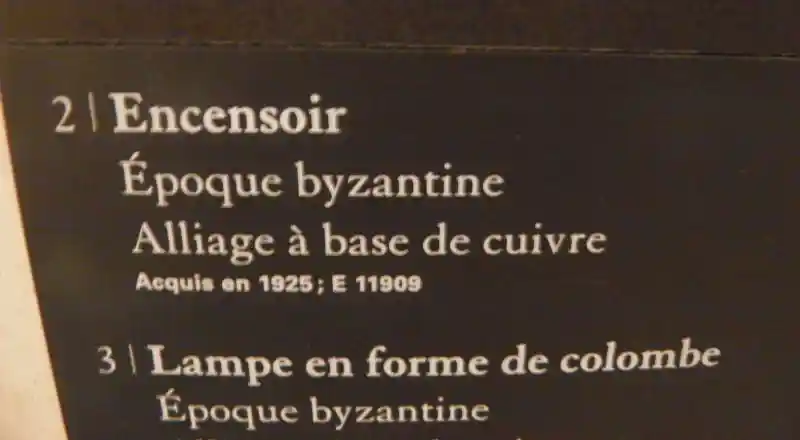 2 | Encensoir
Époque byzantine
Alliage à base de cuivre
Acquis en 1925 ; E 11909
3 | Lampe en forme de colombe
Époque byzantine